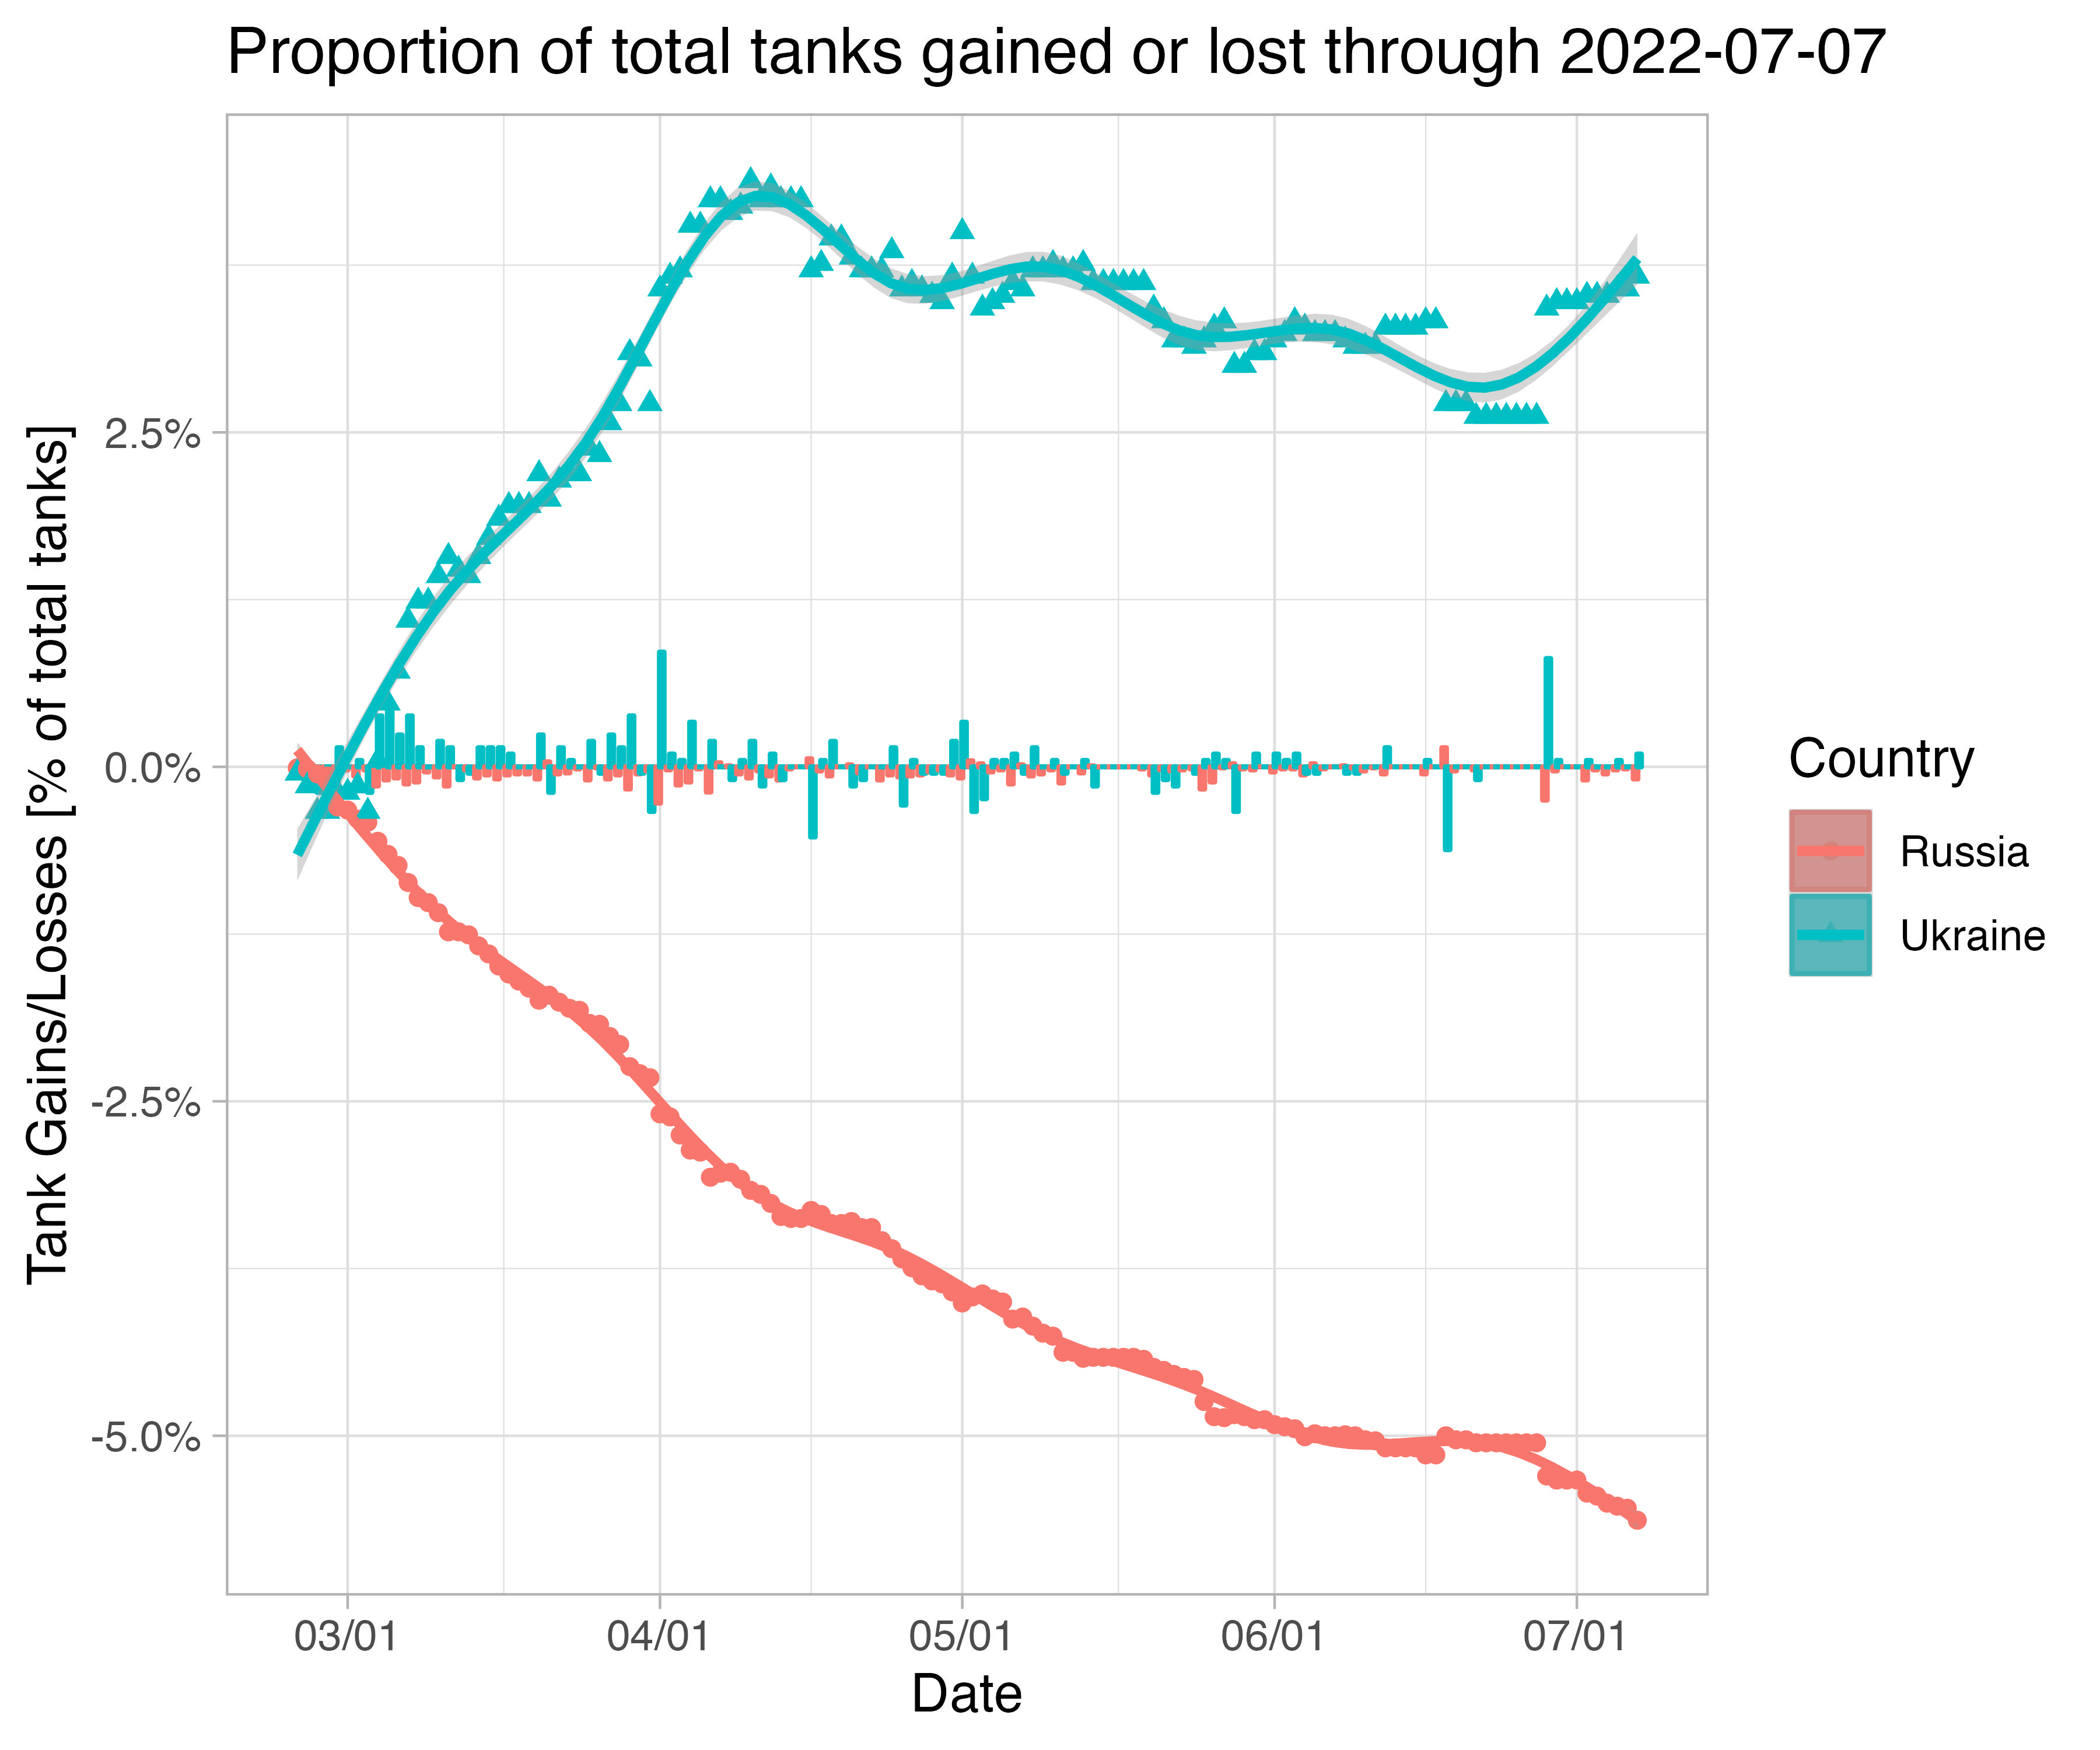 Proportion of total tanks gained or lost through 2022-07-07
Tank Gains/Losses [% of total tanks]
2.5%
0.0%
-2.5%
-5.0%
03/01
04/01
05/01
06/01
07/01
Date
Country
Russia
Ukraine